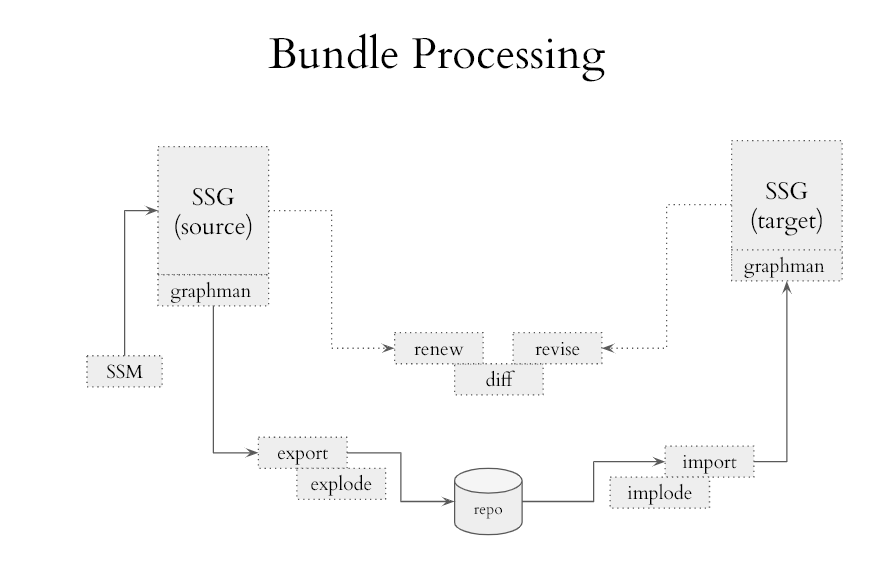 Bundle Processing
SSG
(source)
graphman
SSG
(target)
graphman
SSM
renew
revise
diff
export
explode
repo
import
implode